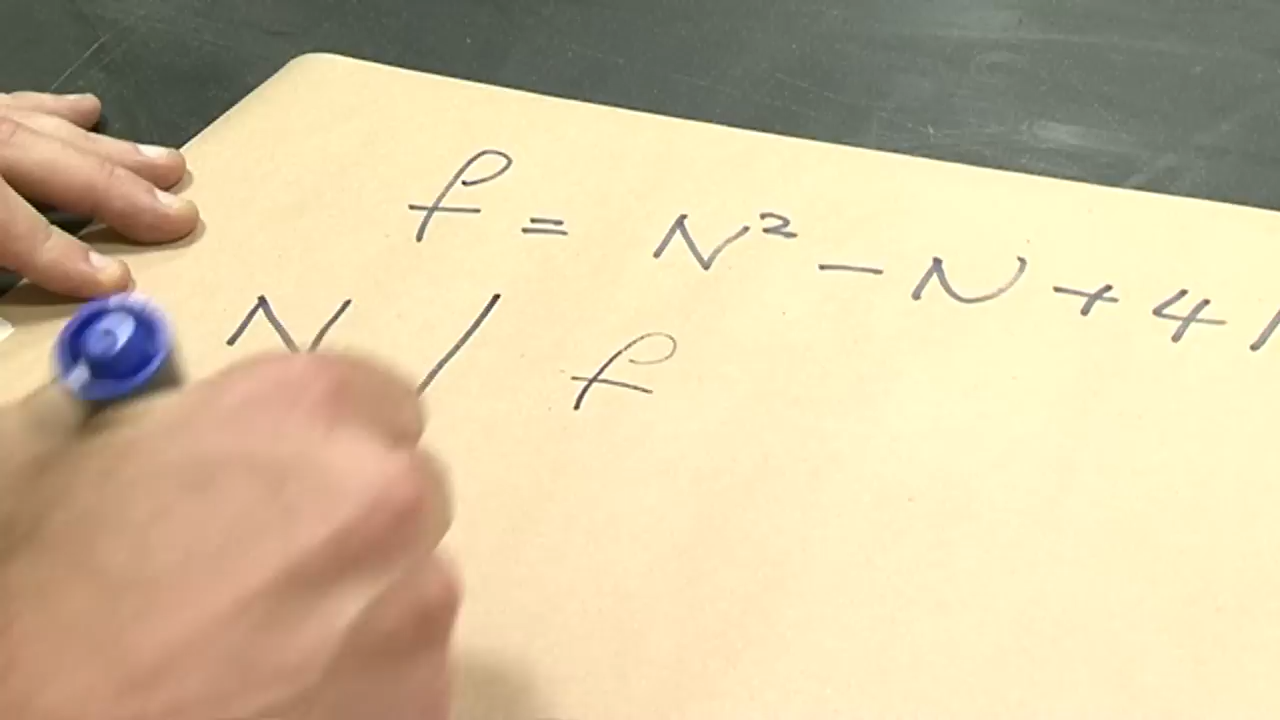 f = N² - N + 41
N / f